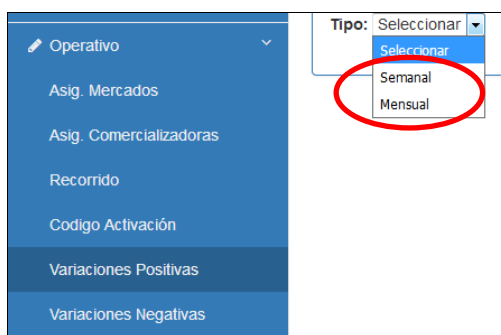 Operativo
Asig. Mercados
Asig. Comercializadoras
Recorrido
Codigo Activación
Variaciones Positivas
Variaciones Negativas
Tipo: Seleccionar
Seleccionar
Semanal
Mensual